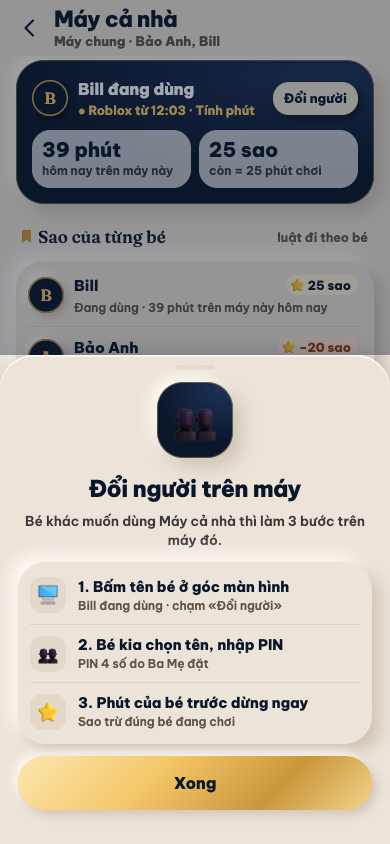 Máy cả nhà
Máy chung · Bảo Anh, Bill
B
Bill đang dùng
● Roblox từ 12:03 · Tính phút
Đổi người
39 phút
hôm nay trên máy này
25 sao
còn = 25 phút chơi
Sao của từng bé
luật đi theo bé
B
Bill
25 sao
Đang dùng · 39 phút trên máy này hôm nay
Bảo Anh
−20 sao
Đổi người trên máy
Bé khác muốn dùng Máy cả nhà thì làm 3 bước trên
máy đó.
1. Bấm tên bé ở góc màn hình
Bill đang dùng · chạm «Đổi người»
2. Bé kia chọn tên, nhập PIN
PIN 4 số do Ba Mẹ đặt
3. Phút của bé trước dừng ngay
Sao trừ đúng bé đang chơi
Xong